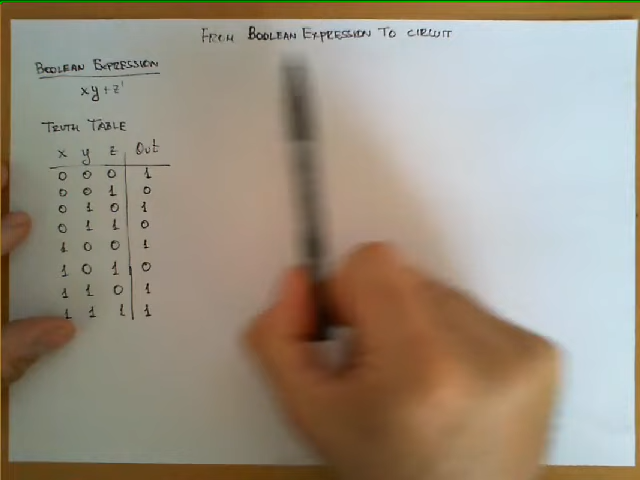 FROM BOOLEAN EXPRESSION TO CIRCUIT
BOOLEAN EXPRESSION
xy+z'
TRUTH TABLE
x y z Out
0 0 0 1
0 0 1 0
0 1 0 1
0 1 1 0
1 0 0 1
1 0 1 0
1 1 0 1
1 1 1 1